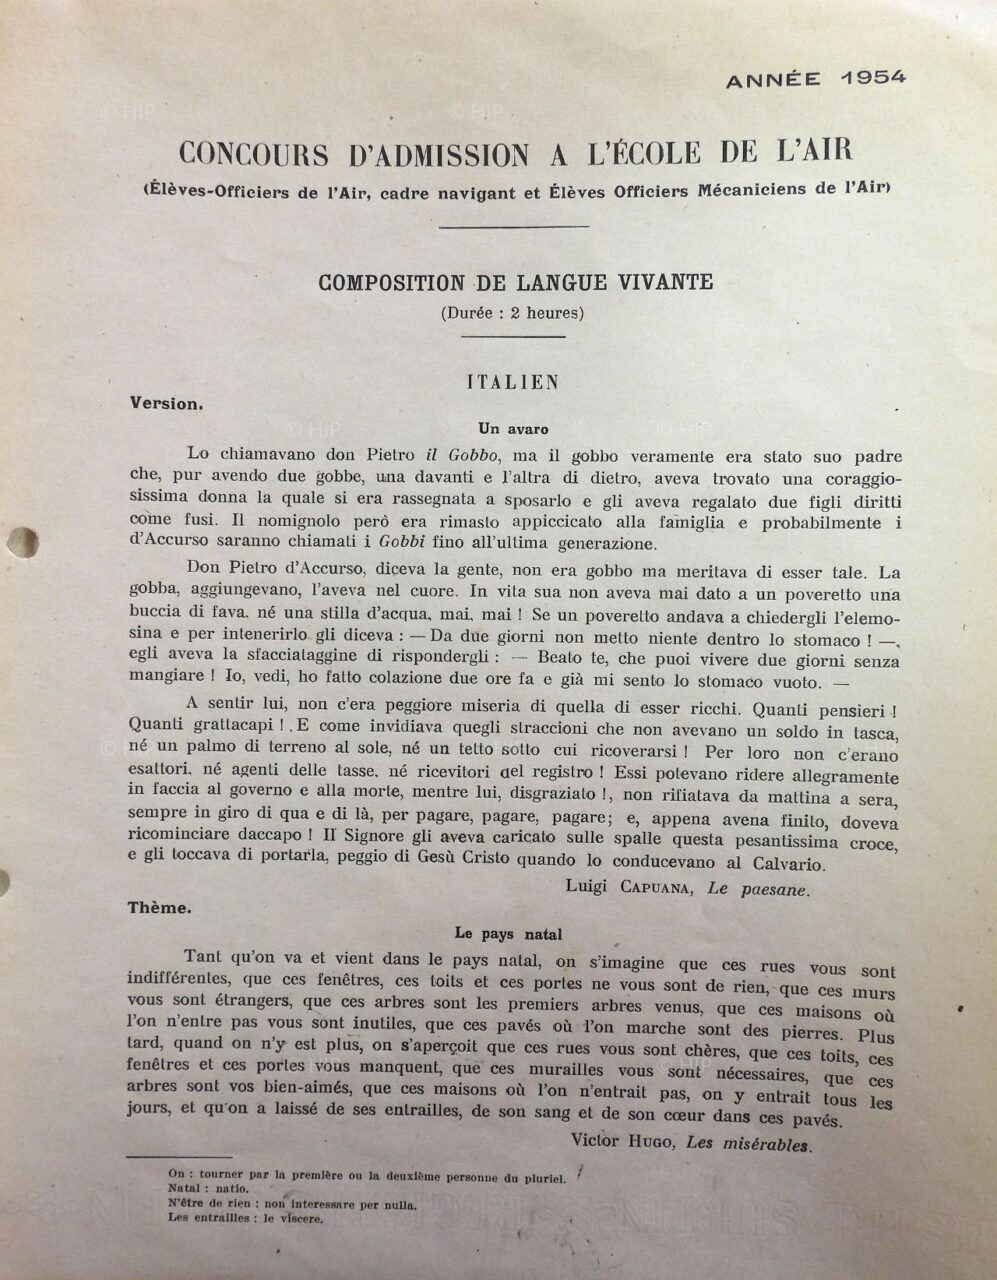 ANNÉE 1954
CONCOURS D'ADMISSION A L'ÉCOLE DE L'AIR
(Élèves-Officiers de l'Air, cadre navigant et Élèves Officiers Mécaniciens de l'Air)
COMPOSITION DE LANGUE VIVANTE
(Durée : 2 heures)
ITALIEN
Version.
Un avaro
Lo chiamavano don Pietro il Gobbo, ma il gobbo veramente era stato suo padre
che, pur avendo due gobbe, una davanti e l'altra di dietro, aveva trovato una coraggio-
sissima donna la quale si era rassegnata a sposarlo e gli aveva regalato due figli diritti
come fusi. Il nomignolo però era rimasto appiccicato alla famiglia e probabilmente i
d'Accurso saranno chiamati i Gobbi fino all'ultima generazione.
Don Pietro d'Accurso, diceva la gente, non era gobbo ma meritava di esser tale. La
gobba, aggiungevano, l'aveva nel cuore. In vita sua non aveva mai dato a un poveretto una
buccia di fava, né una stilla d'acqua, mai, mai ! Se un poveretto andava a chiedergli l'elemo-
sina e per intenerirlo gli diceva : — Da due giorni non metto niente dentro lo stomaco ! —,
egli aveva la sfacciataggine di rispondergli : — Beato te, che puoi vivere due giorni senza
mangiare ! Io, vedi, ho fatto colazione due ore fa e già mi sento lo stomaco vuoto. —
A sentir lui, non c'era peggiore miseria di quella di esser ricchi. Quanti pensieri !
Quanti grattacapi ! E come invidiava quegli straccioni che non avevano un soldo in tasca,
né un palmo di terreno al sole, né un tetto sotto cui ricoverarsi ! Per loro non c'erano
esattori, né agenti delle tasse, né ricevitori del registro ! Essi potevano ridere allegramente
in faccia al governo e alla morte, mentre lui, disgraziato !, non rifiatava da mattina a sera,
sempre in giro di qua e di là, per pagare, pagare, pagare; e, appena avena finito, doveva
ricominciare daccapo ! Il Signore gli aveva caricato sulle spalle questa pesantissima croce,
e gli toccava di portarla, peggio di Gesù Cristo quando lo conducevano al Calvario.
Luigi CAPUANA, Le paesane.
Thème.
Le pays natal
Tant qu'on va et vient dans le pays natal, on s'imagine que ces rues vous sont
indifférentes, que ces fenêtres, ces toits et ces portes ne vous sont de rien, que ces murs
vous sont étrangers, que ces arbres sont les premiers arbres venus, que ces maisons où
l'on n'entre pas vous sont inutiles, que ces pavés où l'on marche sont des pierres. Plus
tard, quand on n'y est plus, on s'aperçoit que ces rues vous sont chères, que ces toits, ces
fenêtres et ces portes vous manquent, que ces murailles vous sont nécessaires, que ces
arbres sont vos bien-aimés, que ces maisons où l'on n'entrait pas, on y entrait tous les
jours, et qu'on a laissé de ses entrailles, de son sang et de son cœur dans ces pavés.
Victor HUGO, Les misérables.
On : tourner par la première ou la deuxième personne du pluriel.
Natal : natio.
N'être de rien : non interessare per nulla.
Les entrailles : le viscere.